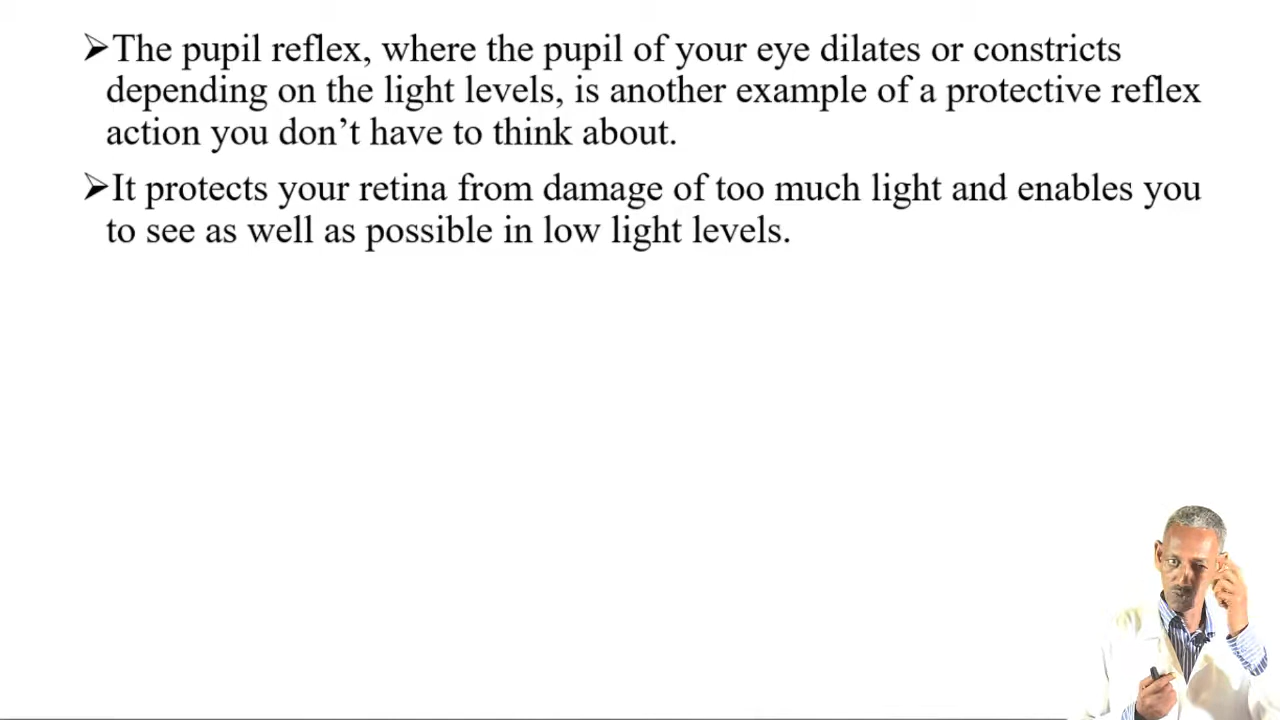 ➢The pupil reflex, where the pupil of your eye dilates or constricts
depending on the light levels, is another example of a protective reflex
action you don’t have to think about.
➢It protects your retina from damage of too much light and enables you
to see as well as possible in low light levels.